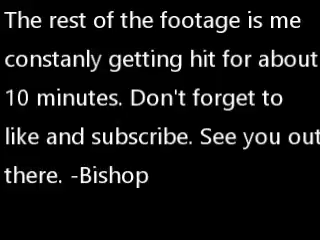 The rest of the footage is me
constanly getting hit for about
10 minutes. Don't forget to
like and subscribe. See you out
there. -Bishop